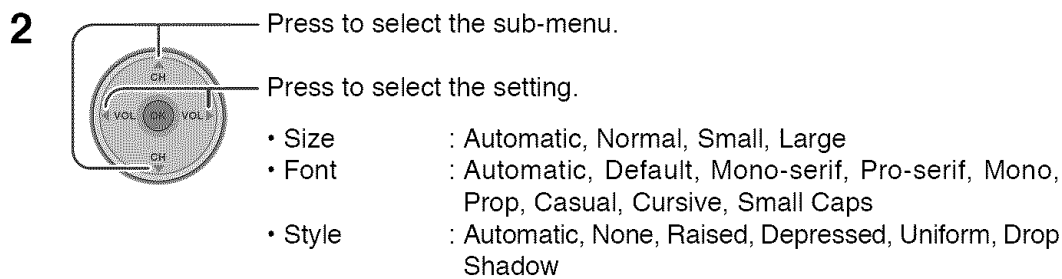 2
Press to select the sub-menu.
CH
Press to select the setting.
VOL OK VOL
CH
• Size : Automatic, Normal, Small, Large
• Font : Automatic, Default, Mono-serif, Pro-serif, Mono,
Prop, Casual, Cursive, Small Caps
• Style : Automatic, None, Raised, Depressed, Uniform, Drop
Shadow